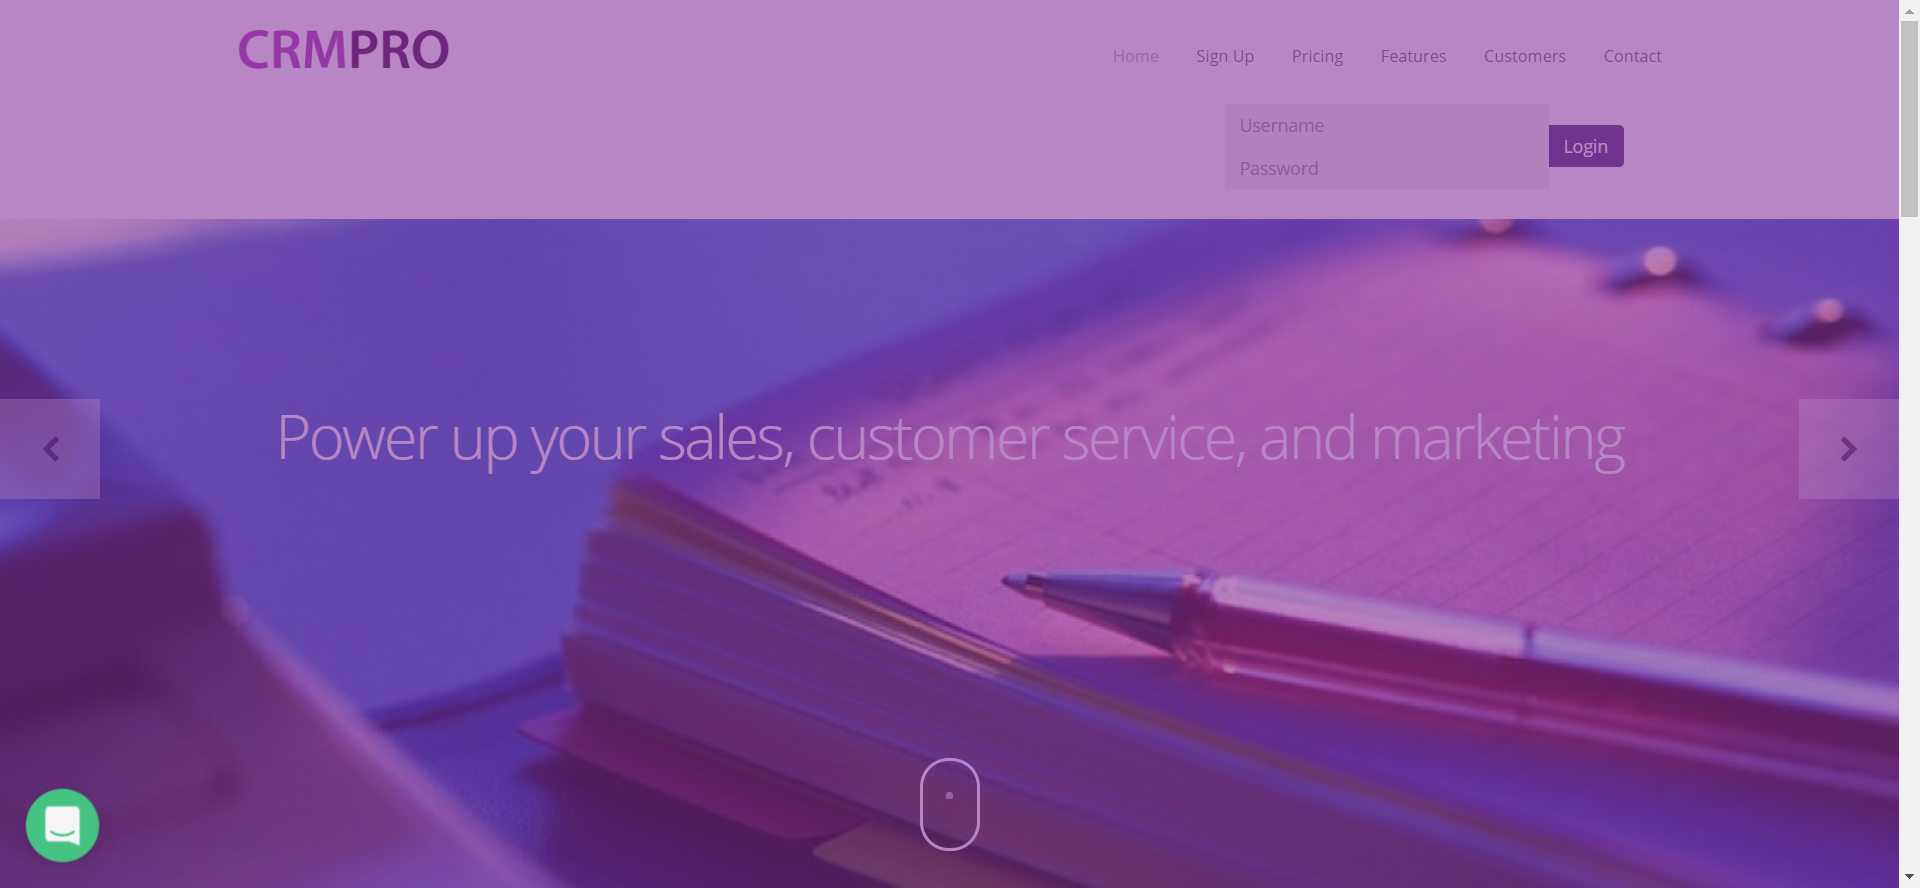 CRMPRO
Home Sign Up Pricing Features Customers Contact
Username
Login
Password
Power up your sales, customer service, and marketing